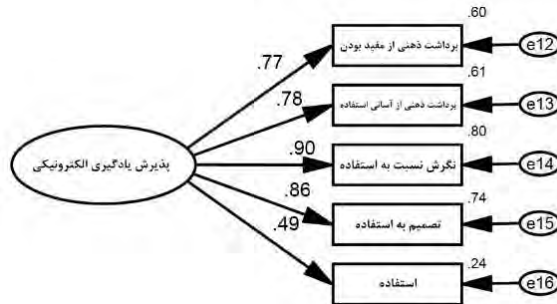 .60
برداشت ذهنی از مفید بودن
e12
.77
.61
برداشت ذهنی از آسانی استفاده
e13
.78
.80
نگرش نسبت به استفاده
e14
.90
پذیرش یادگیری الکترونیکی
.74
تصمیم به استفاده
e15
.86
.24
استفاده
e16
.49